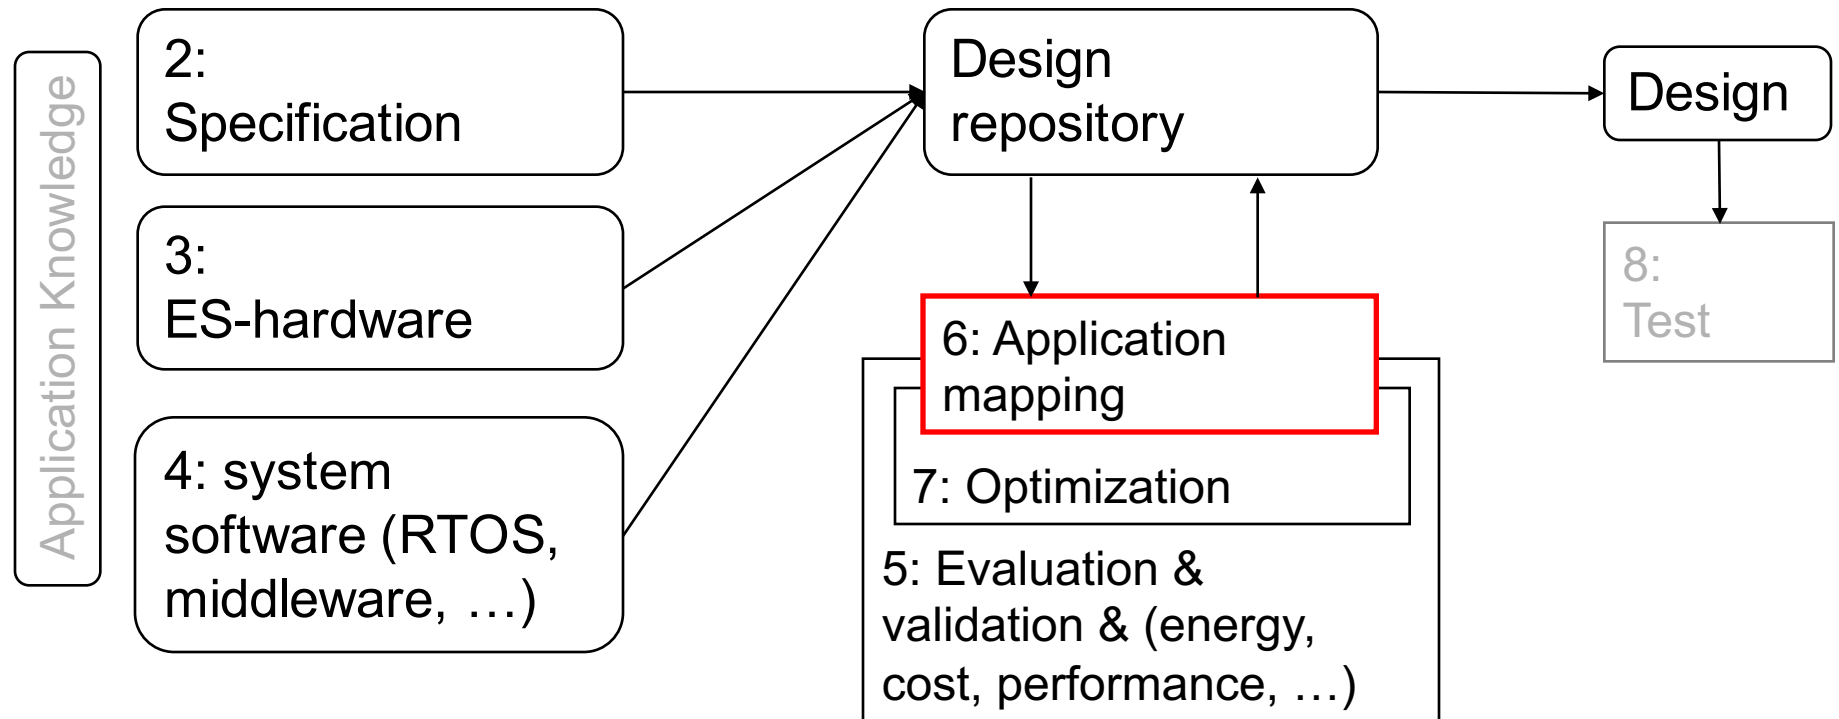 Application Knowledge
2:
Specification
3:
ES-hardware
4: system
software (RTOS,
middleware, …)
Design
repository
6: Application
mapping
7: Optimization
5: Evaluation &
validation & (energy,
cost, performance, …)
Design
8:
Test